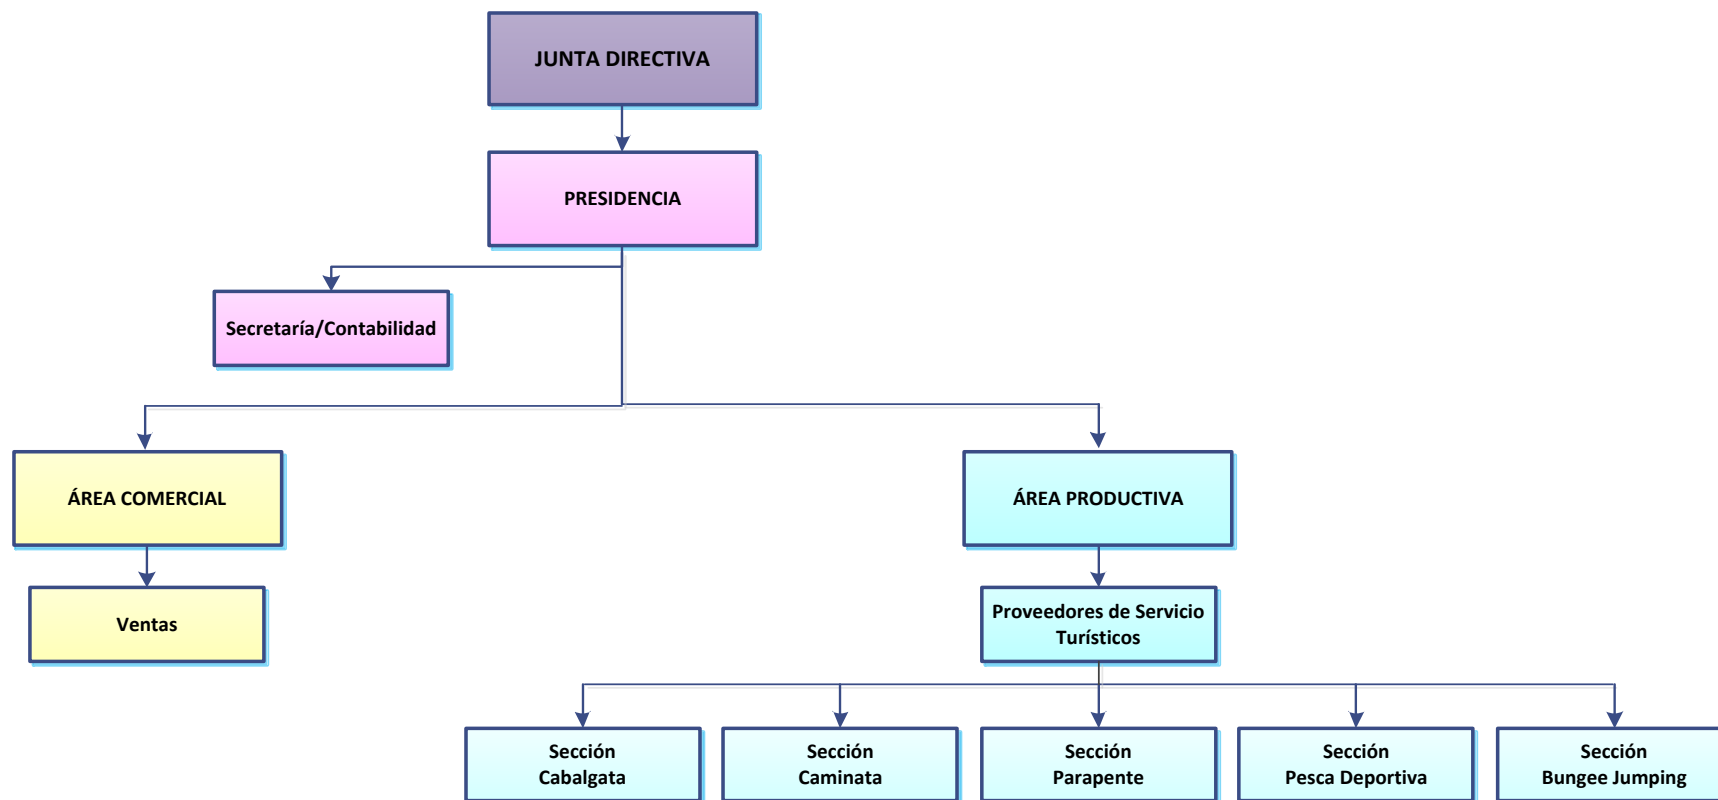 JUNTA DIRECTIVA
PRESIDENCIA
Secretaría/Contabilidad
ÁREA COMERCIAL
ÁREA PRODUCTIVA
Ventas
Proveedores de Servicio
Turísticos
Sección
Cabalgata
Sección
Caminata
Sección
Parapente
Sección
Pesca Deportiva
Sección
Bungee Jumping